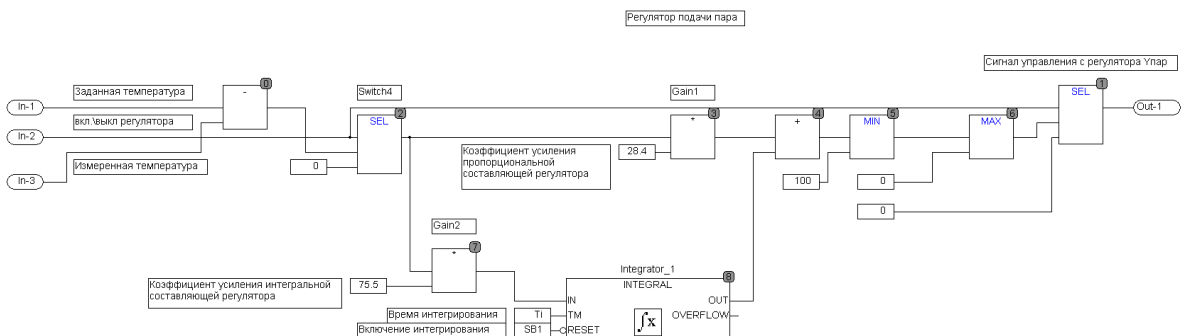 Регулятор подачи пара
Сигнал управления с регулятора Yпар
Заданная температура
Switch4
Gain1
0
1
-
SEL
In-1
Out-1
вкл.\выкл регулятора
2
3
4
5
6
SEL
*
+
MIN
MAX
In-2
Коэффициент усиления
пропорциональной
составляющей регулятора
28.4
Измеренная температура
0
In-3
100
0
0
Gain2
7
*
Integrator_1
8
INTEGRAL
Коэффициент усиления интегральной
составляющей регулятора
75.5
IN
OUT
Время интегрирования
Ti
TM
∫x
OVERFLOW
Включение интегрирования
SB1
RESET